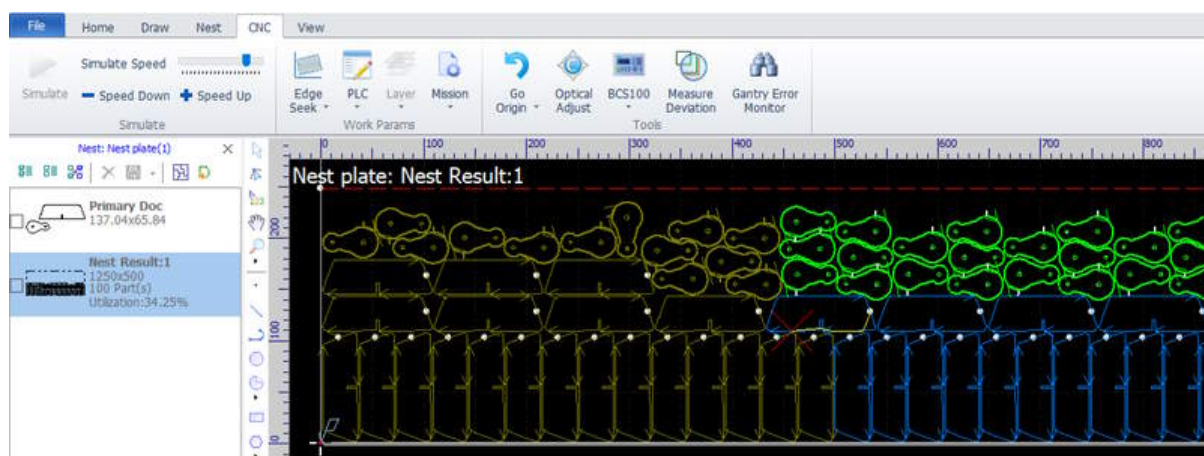 File Home Draw Nest CNC View
Simulate Speed
Simulate Speed Down Speed Up
Simulate
Edge Seek PLC Layer Mission
Work Params
Go Origin Optical Adjust BCS100 Measure Deviation Gantry Error Monitor
Tools
Nest: Nest plate(1)
Primary Doc
137.04x65.84
Nest Result:1
1250x500
100 Part(s)
Utilization:34.25%
0 100 200 300 400 500 600 700 800
Nest plate: Nest Result:1
200
100
0